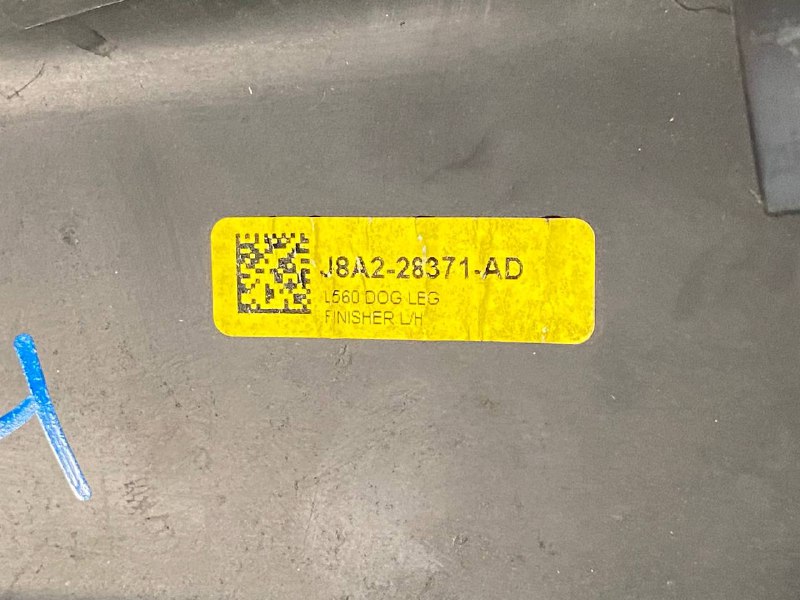 J8A2-28371-AD
L560 DOG LEG
FINISHER L/H